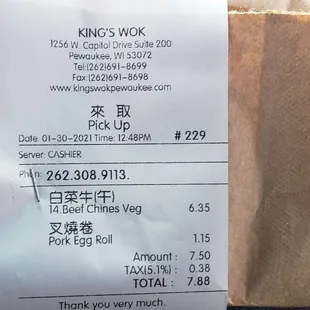 KING'S WOK
1256 W. Capitol Drive Suite 200
Pewaukee, WI 53072
Tel:(262)691-8699
Fax:(262)691-8698
www.kingswokpewaukee.com
來 取
Pick Up
Date: 01-30-2021 Time: 12:48PM # 229
Server: CASHIER
Phn: 262.308.9113.
白菜牛(午)
14.Beef Chines Veg 6.35
叉燒卷
Pork Egg Roll 1.15
Amount : 7.50
TAX(5.1%) : 0.38
TOTAL : 7.88
Thank you very much.